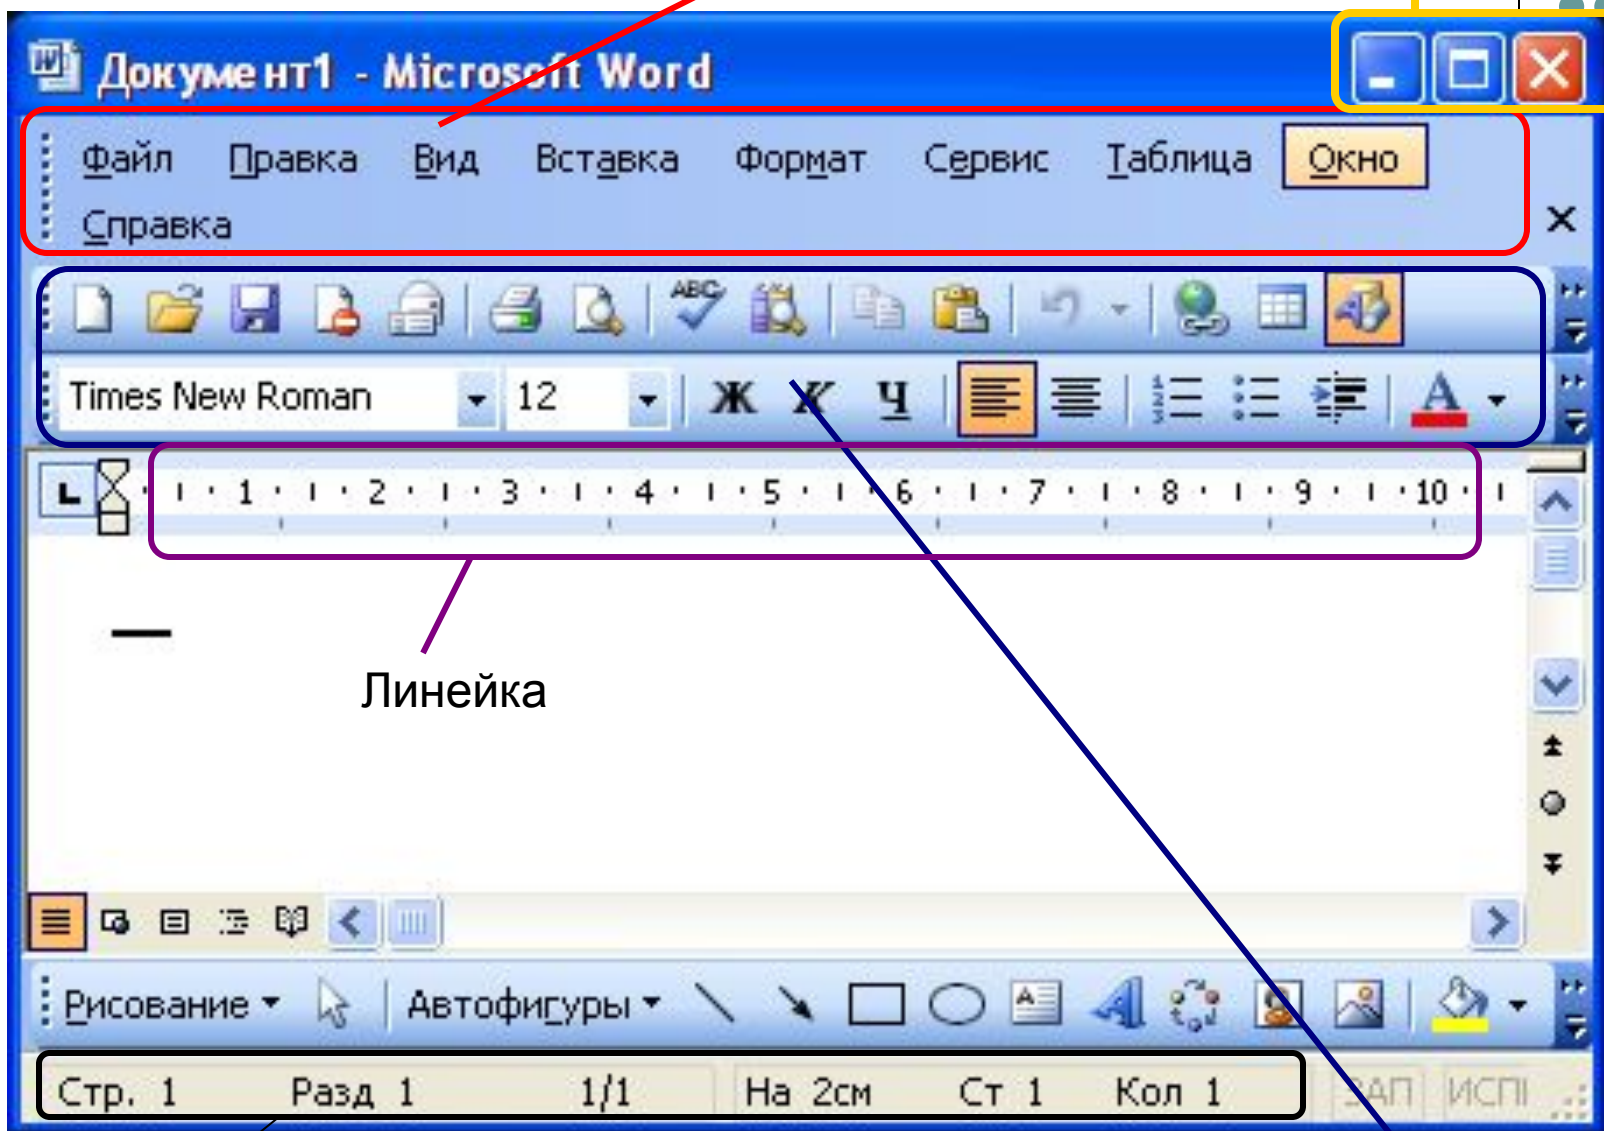 Документ1 - Microsoft Word
Файл Правка Вид Вставка Формат Сервис Таблица Окно
Справка
ABC
Times New Roman 12 Ж К Ч A
1 2 3 4 5 6 7 8 9 10
Линейка
Рисование Автофигуры
Стр. 1 Разд 1 1/1 На 2см Ст 1 Кол 1 ЗАП